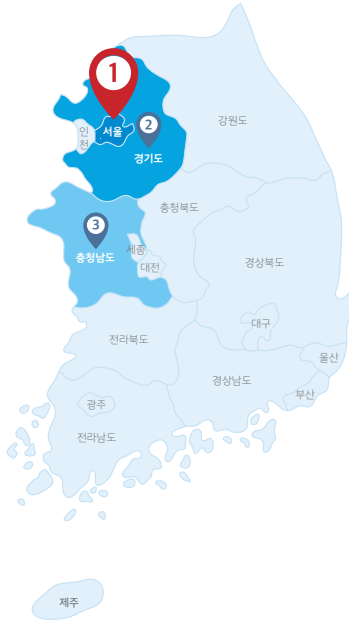 1
강원도
인
천
서울
2
경기도
충청북도
3
충청남도
세종
대전
경상북도
대구
전라북도
울산
경상남도
부산
광주
전라남도
제주